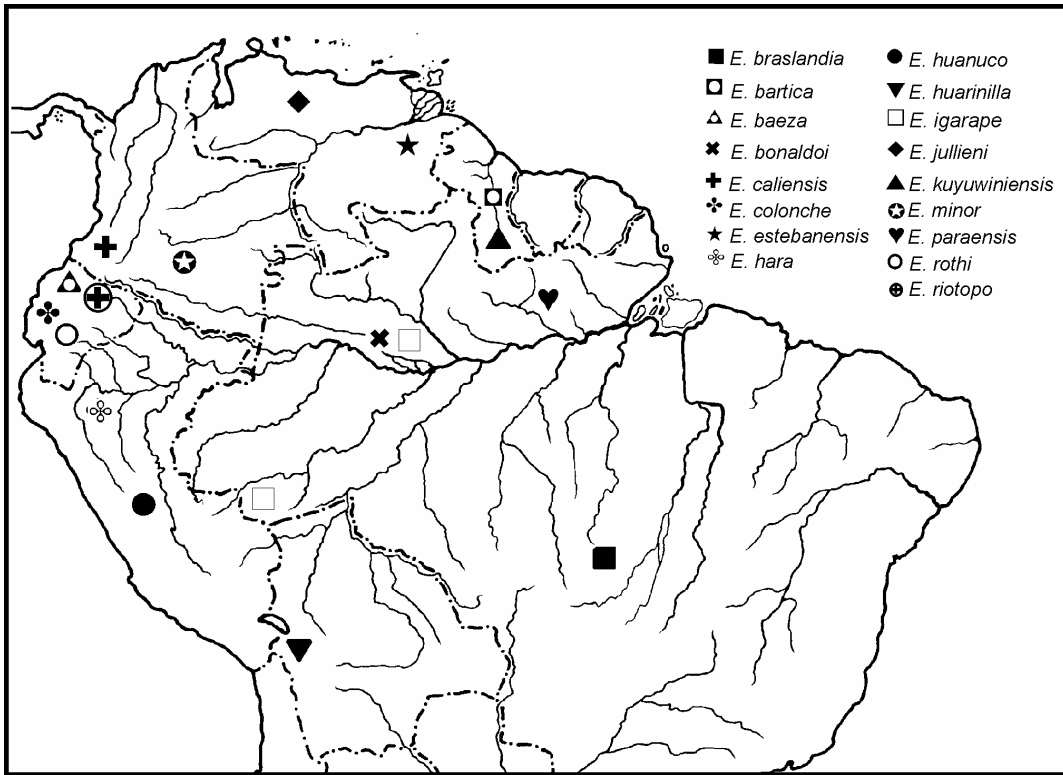 E. braslandia
E. bartica
E. baeza
E. bonaldoi
E. caliensis
E. colonche
E. estebanensis
E. hara
E. huanuco
E. huarinilla
E. igarape
E. jullieni
E. kuyuwiniensis
E. minor
E. paraensis
E. rothi
E. riotopo